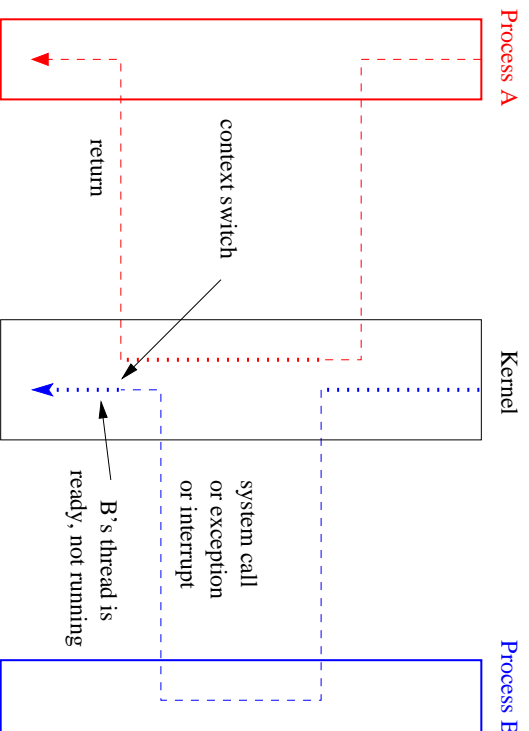 Process A
Kernel
Process B
context switch
return
system call
or exception
or interrupt
B's thread is
ready, not running